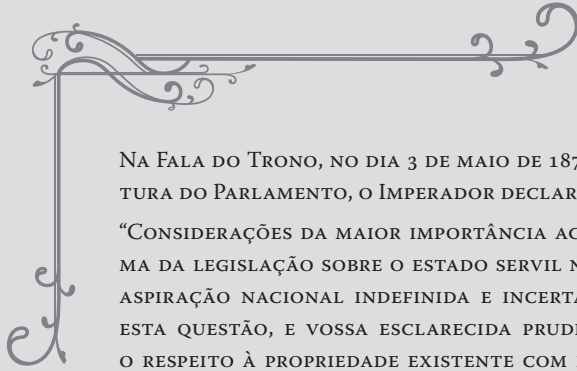 Na Fala do Trono, no dia 3 de maio de 187
tura do Parlamento, o Imperador declar
“Considerações da maior importância ac
ma da legislação sobre o estado servil n
aspiração nacional indefinida e incerta
esta questão, e vossa esclarecida prud
o respeito à propriedade existente com